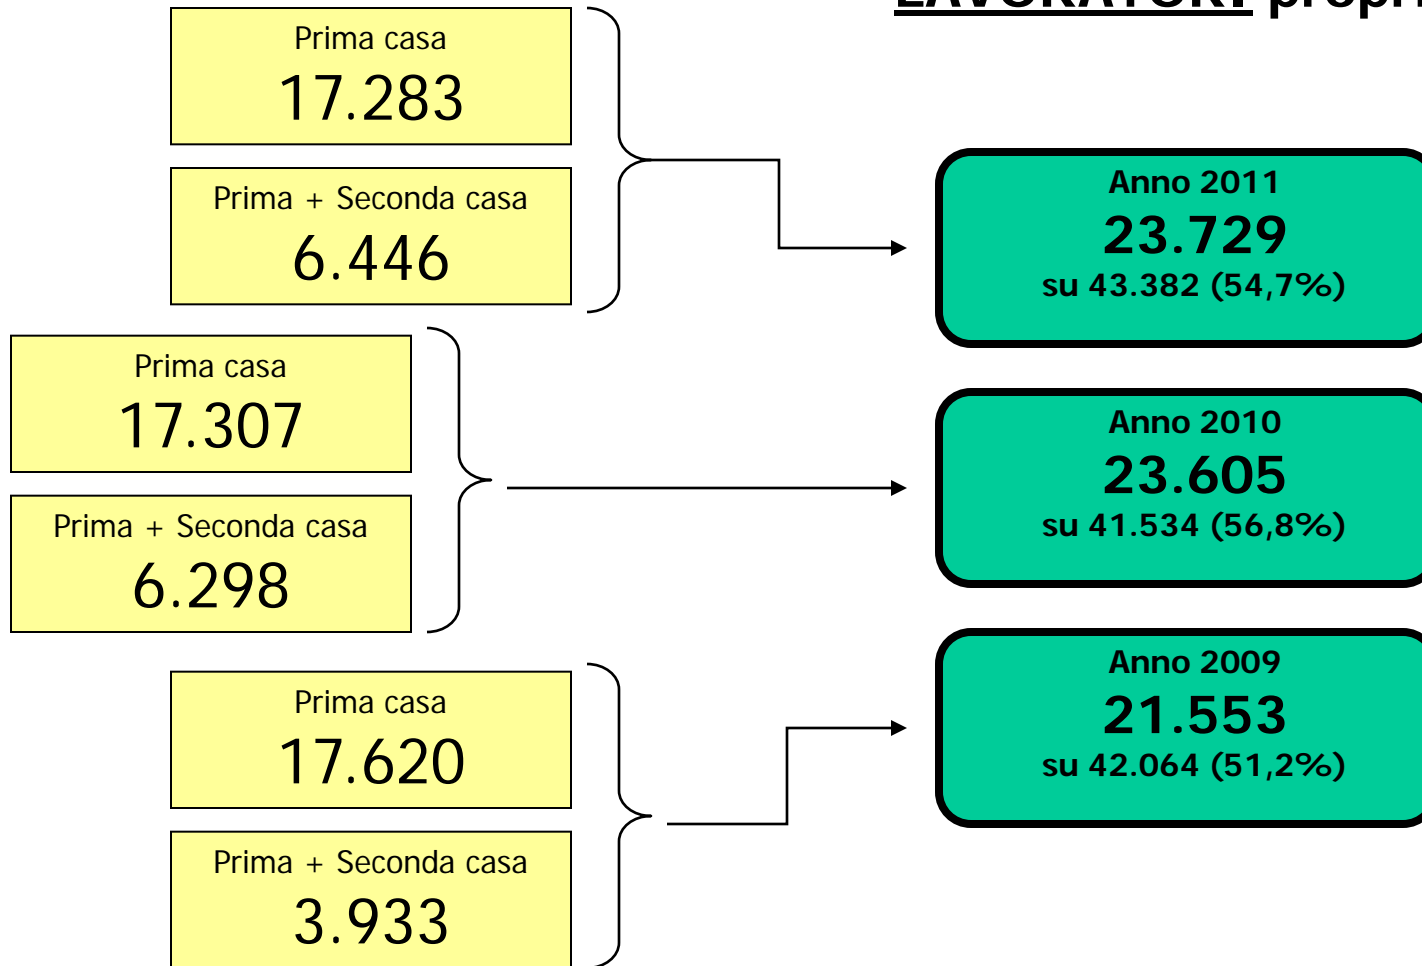 Prima casa
17.283
Prima + Seconda casa
6.446
Anno 2011
23.729
su 43.382 (54,7%)
Prima casa
17.307
Prima + Seconda casa
6.298
Anno 2010
23.605
su 41.534 (56,8%)
Prima casa
17.620
Prima + Seconda casa
3.933
Anno 2009
21.553
su 42.064 (51,2%)